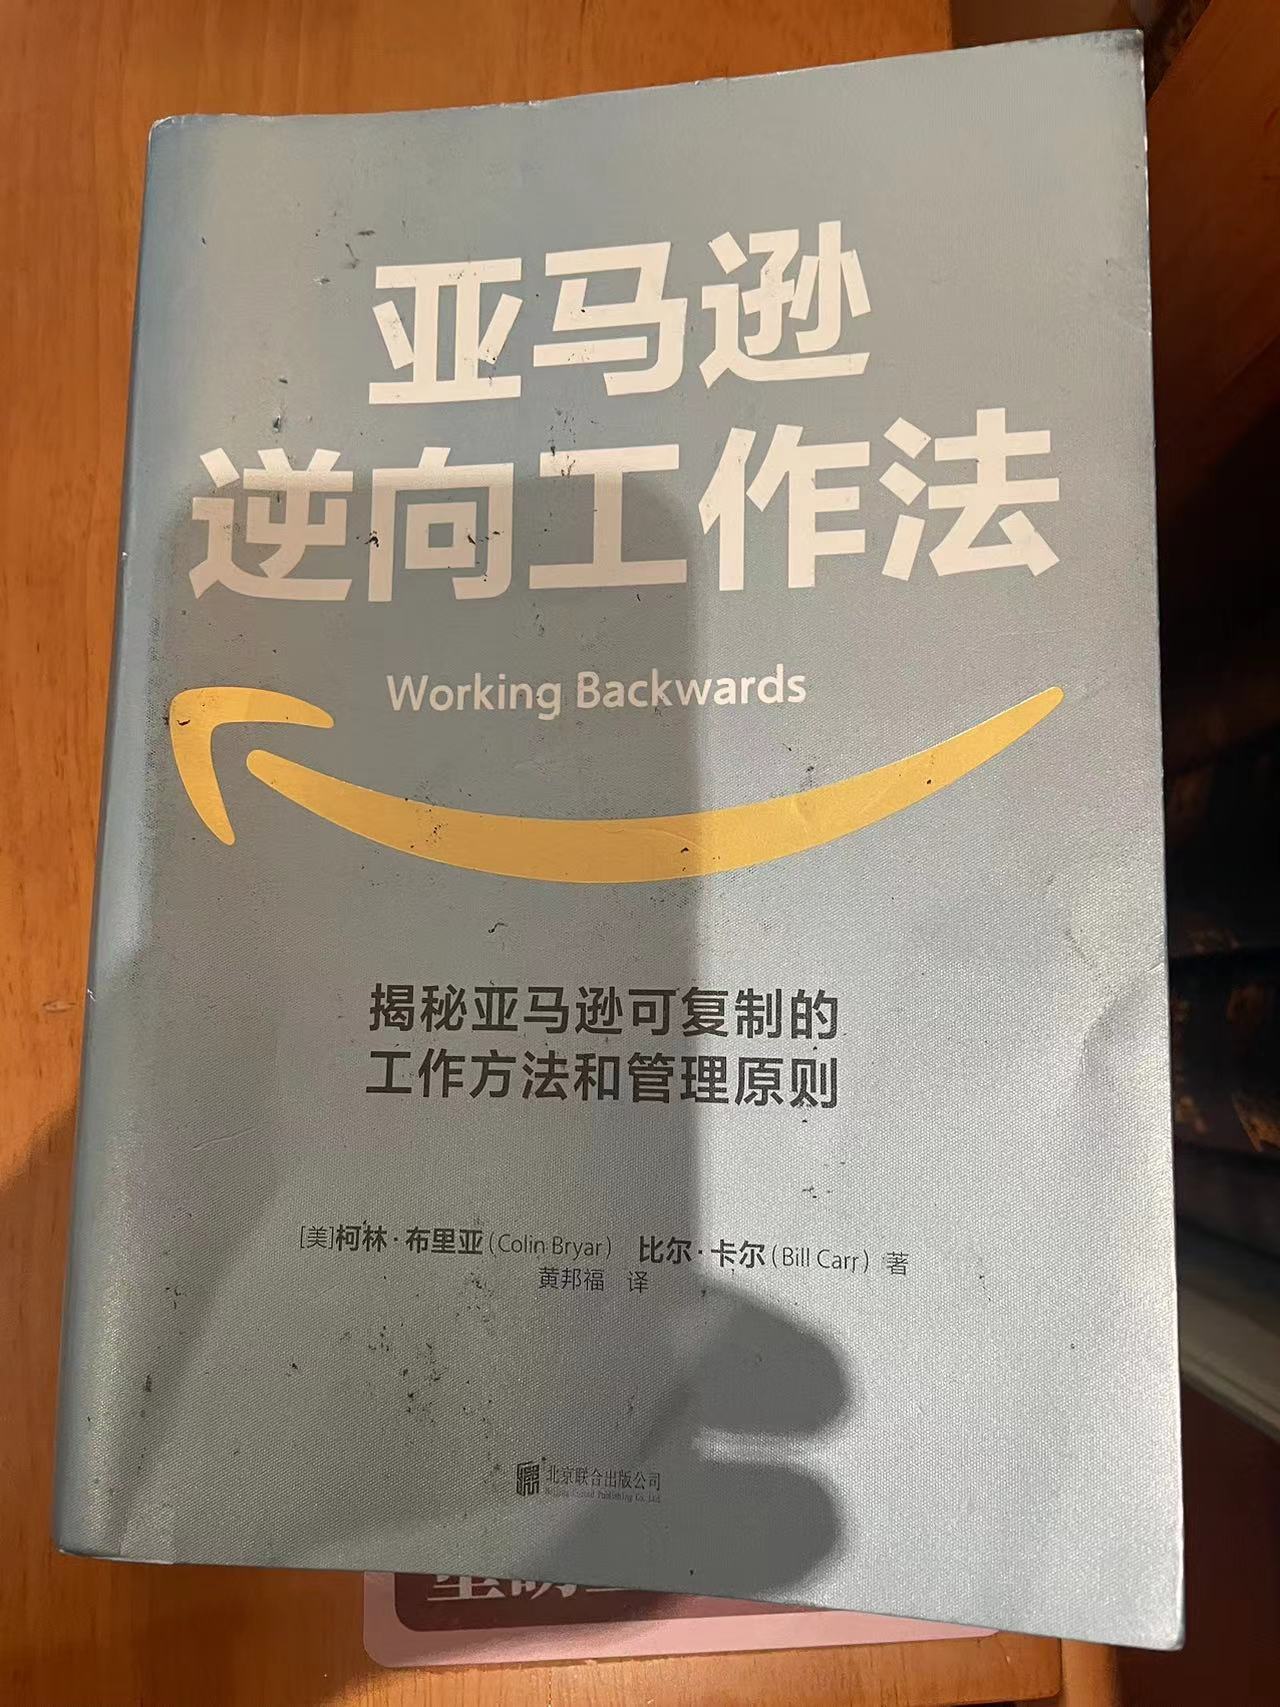 亚马逊
逆向工作法
Working Backwards
揭秘亚马逊可复制的
工作方法和管理原则
[美]柯林·布里亚(Colin Bryar) 比尔·卡尔(Bill Carr) 著
黄邦福 译
北京联合出版公司
Beijing United Publishing Co.,Ltd.